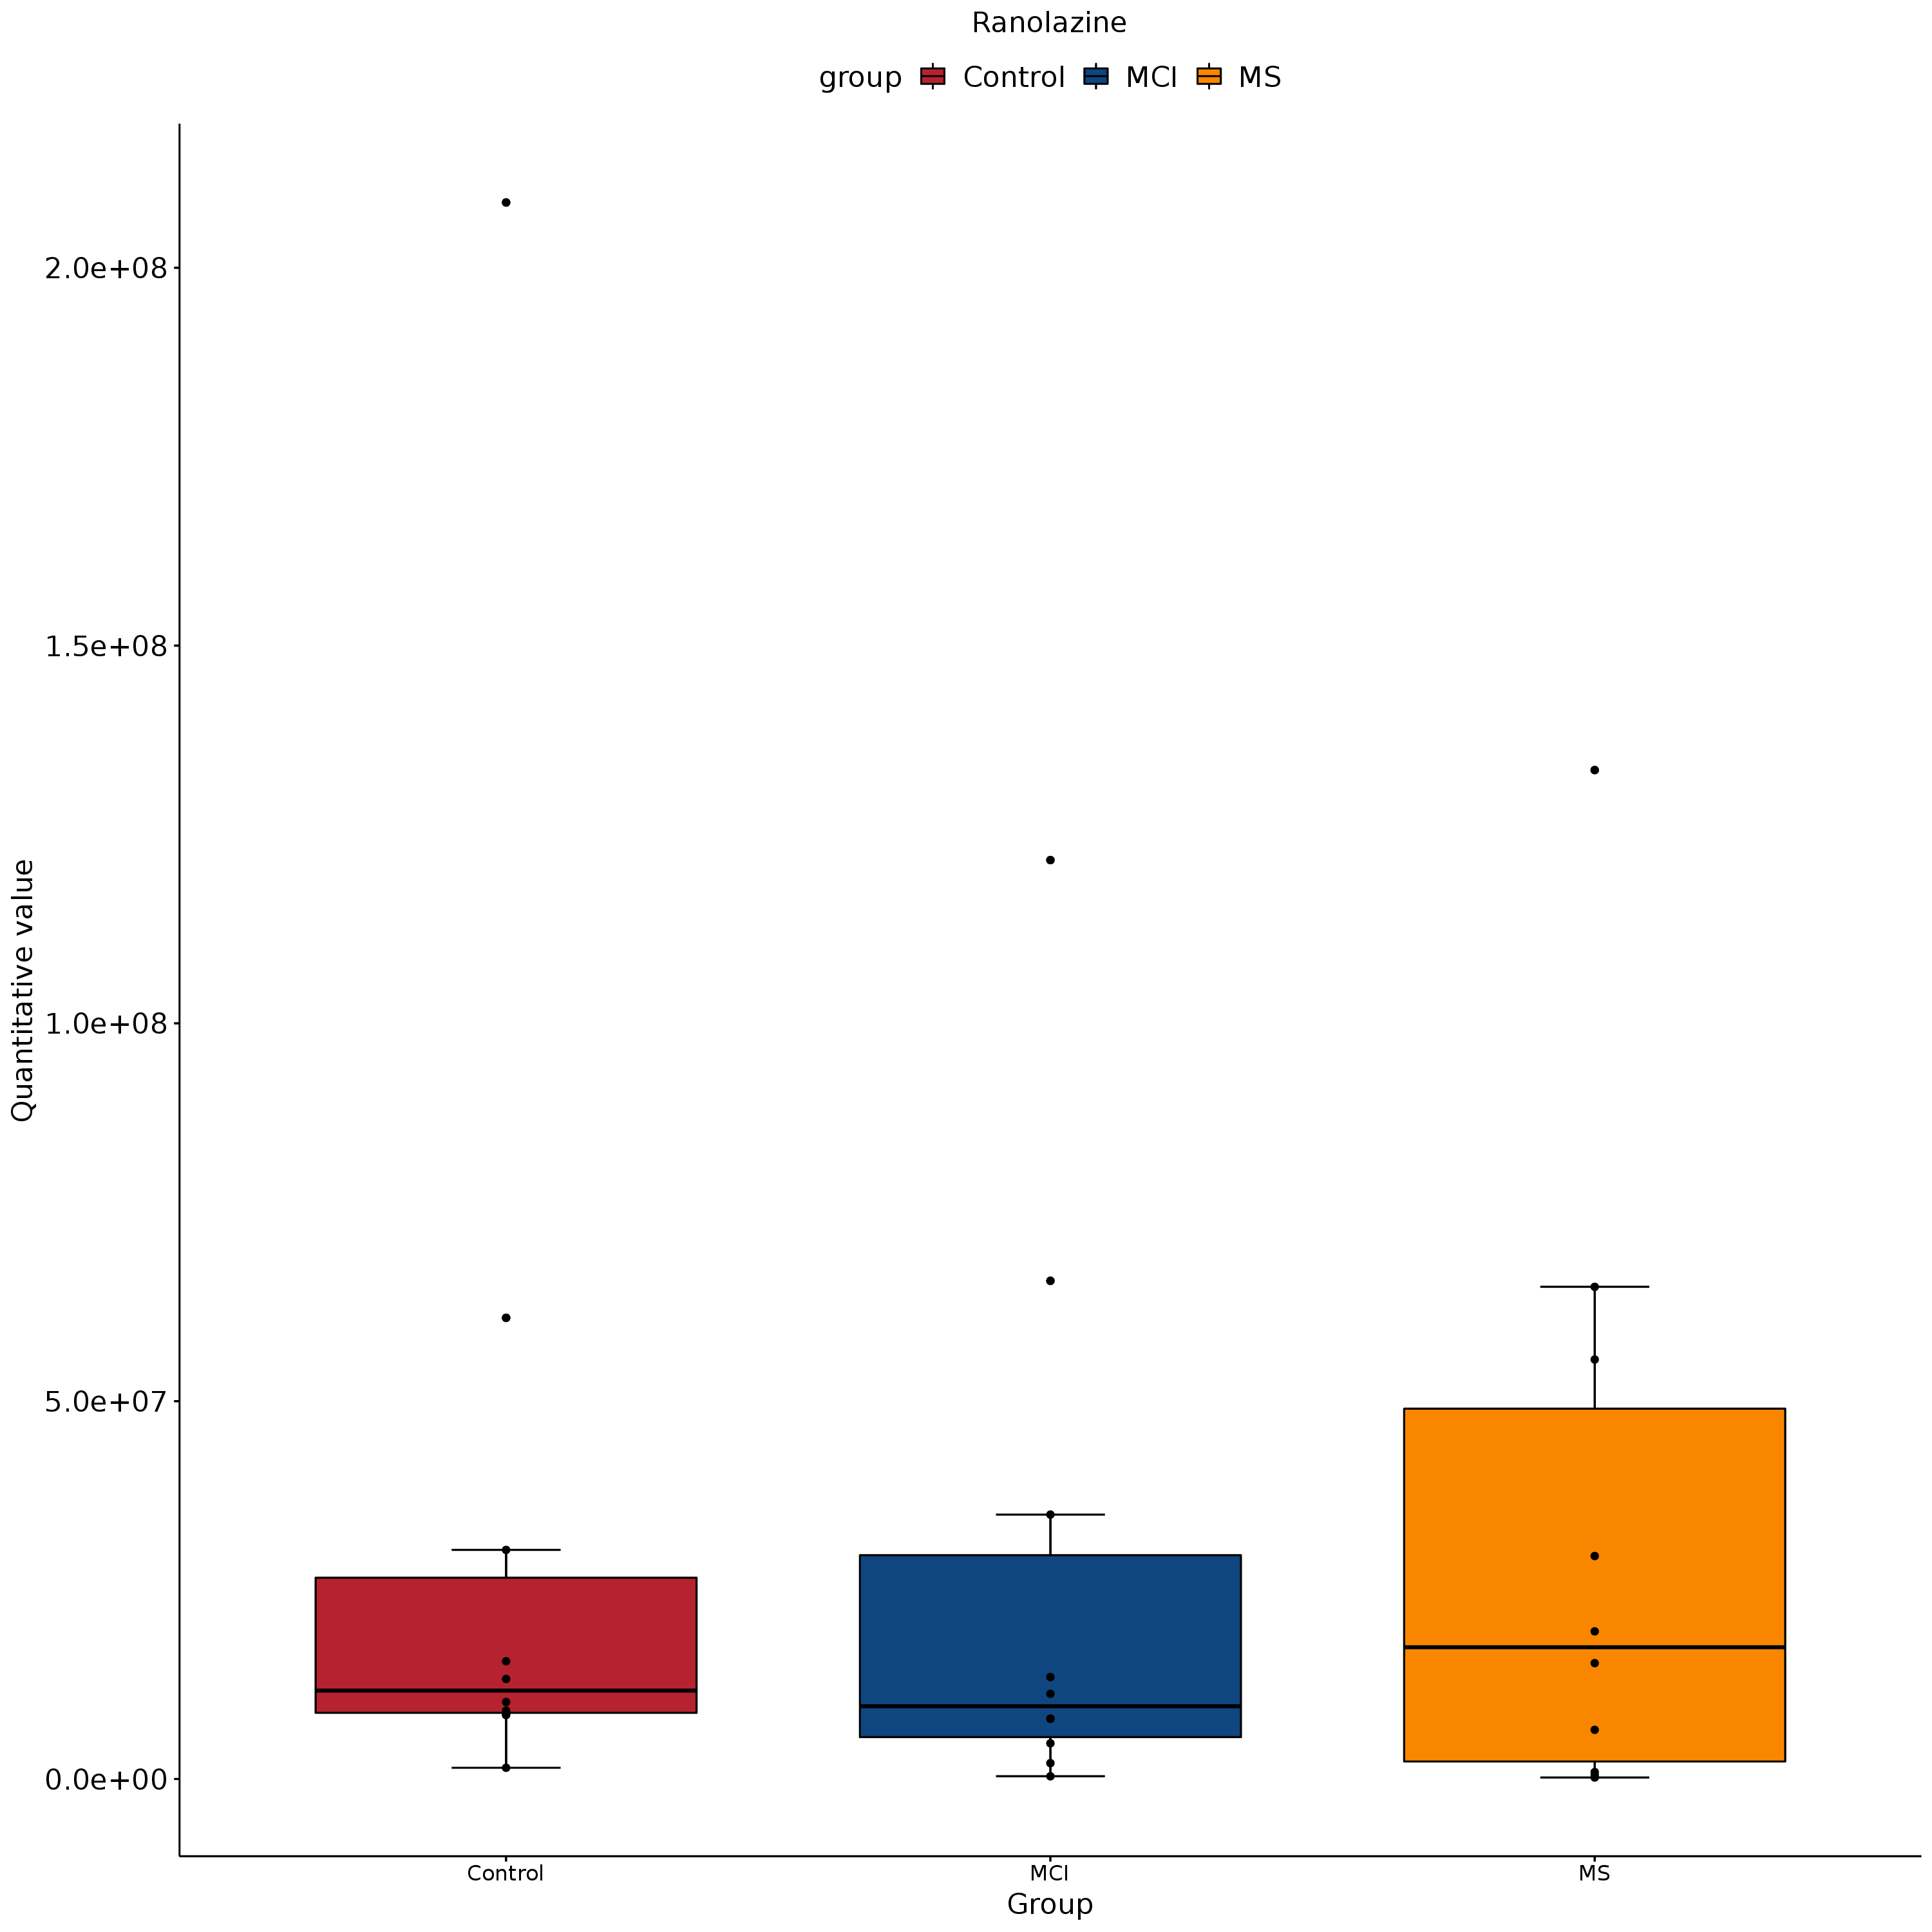 Ranolazine
group Control MCI MS
Quantitative value
2.0e+08
1.5e+08
1.0e+08
5.0e+07
0.0e+00
Control MCI MS
Group